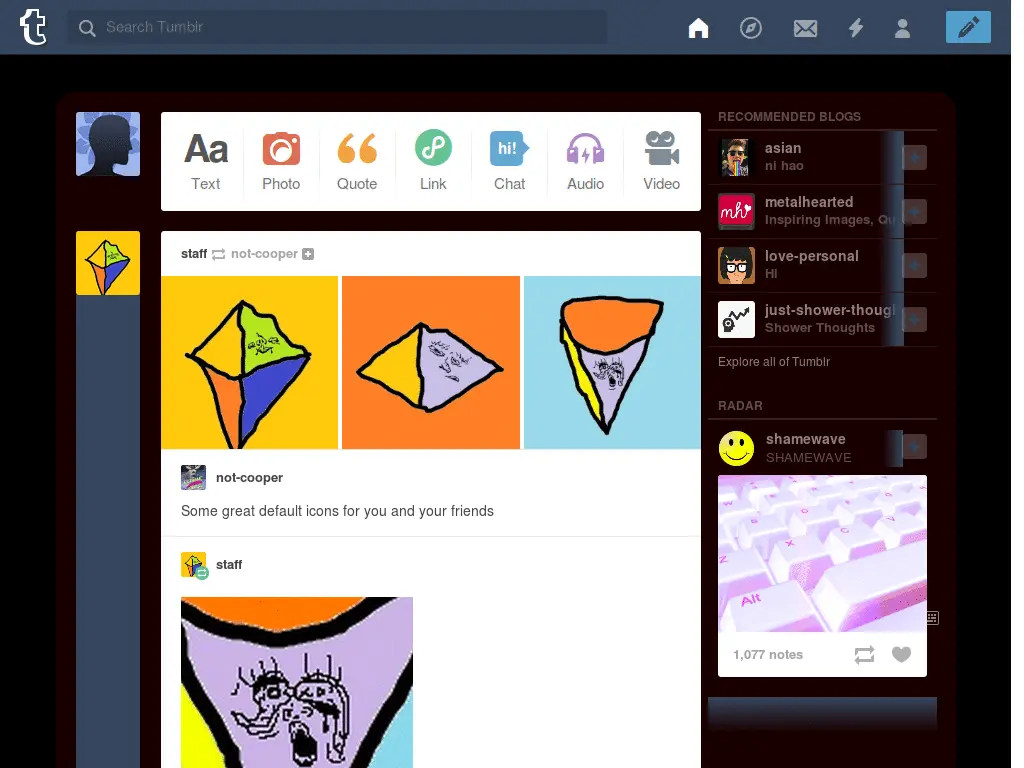 t
Search Tumblr
Aa
hi!
Text
Photo
Quote
Link
Chat
Audio
Video
staff not-cooper
not-cooper
Some great default icons for you and your friends
staff
RECOMMENDED BLOGS
asian
ni hao
metalhearted
Inspiring Images, Qu
love-personal
HI
just-shower-though
Shower Thoughts
Explore all of Tumblr
RADAR
shamewave
SHAMEWAVE
Alt
1,077 notes